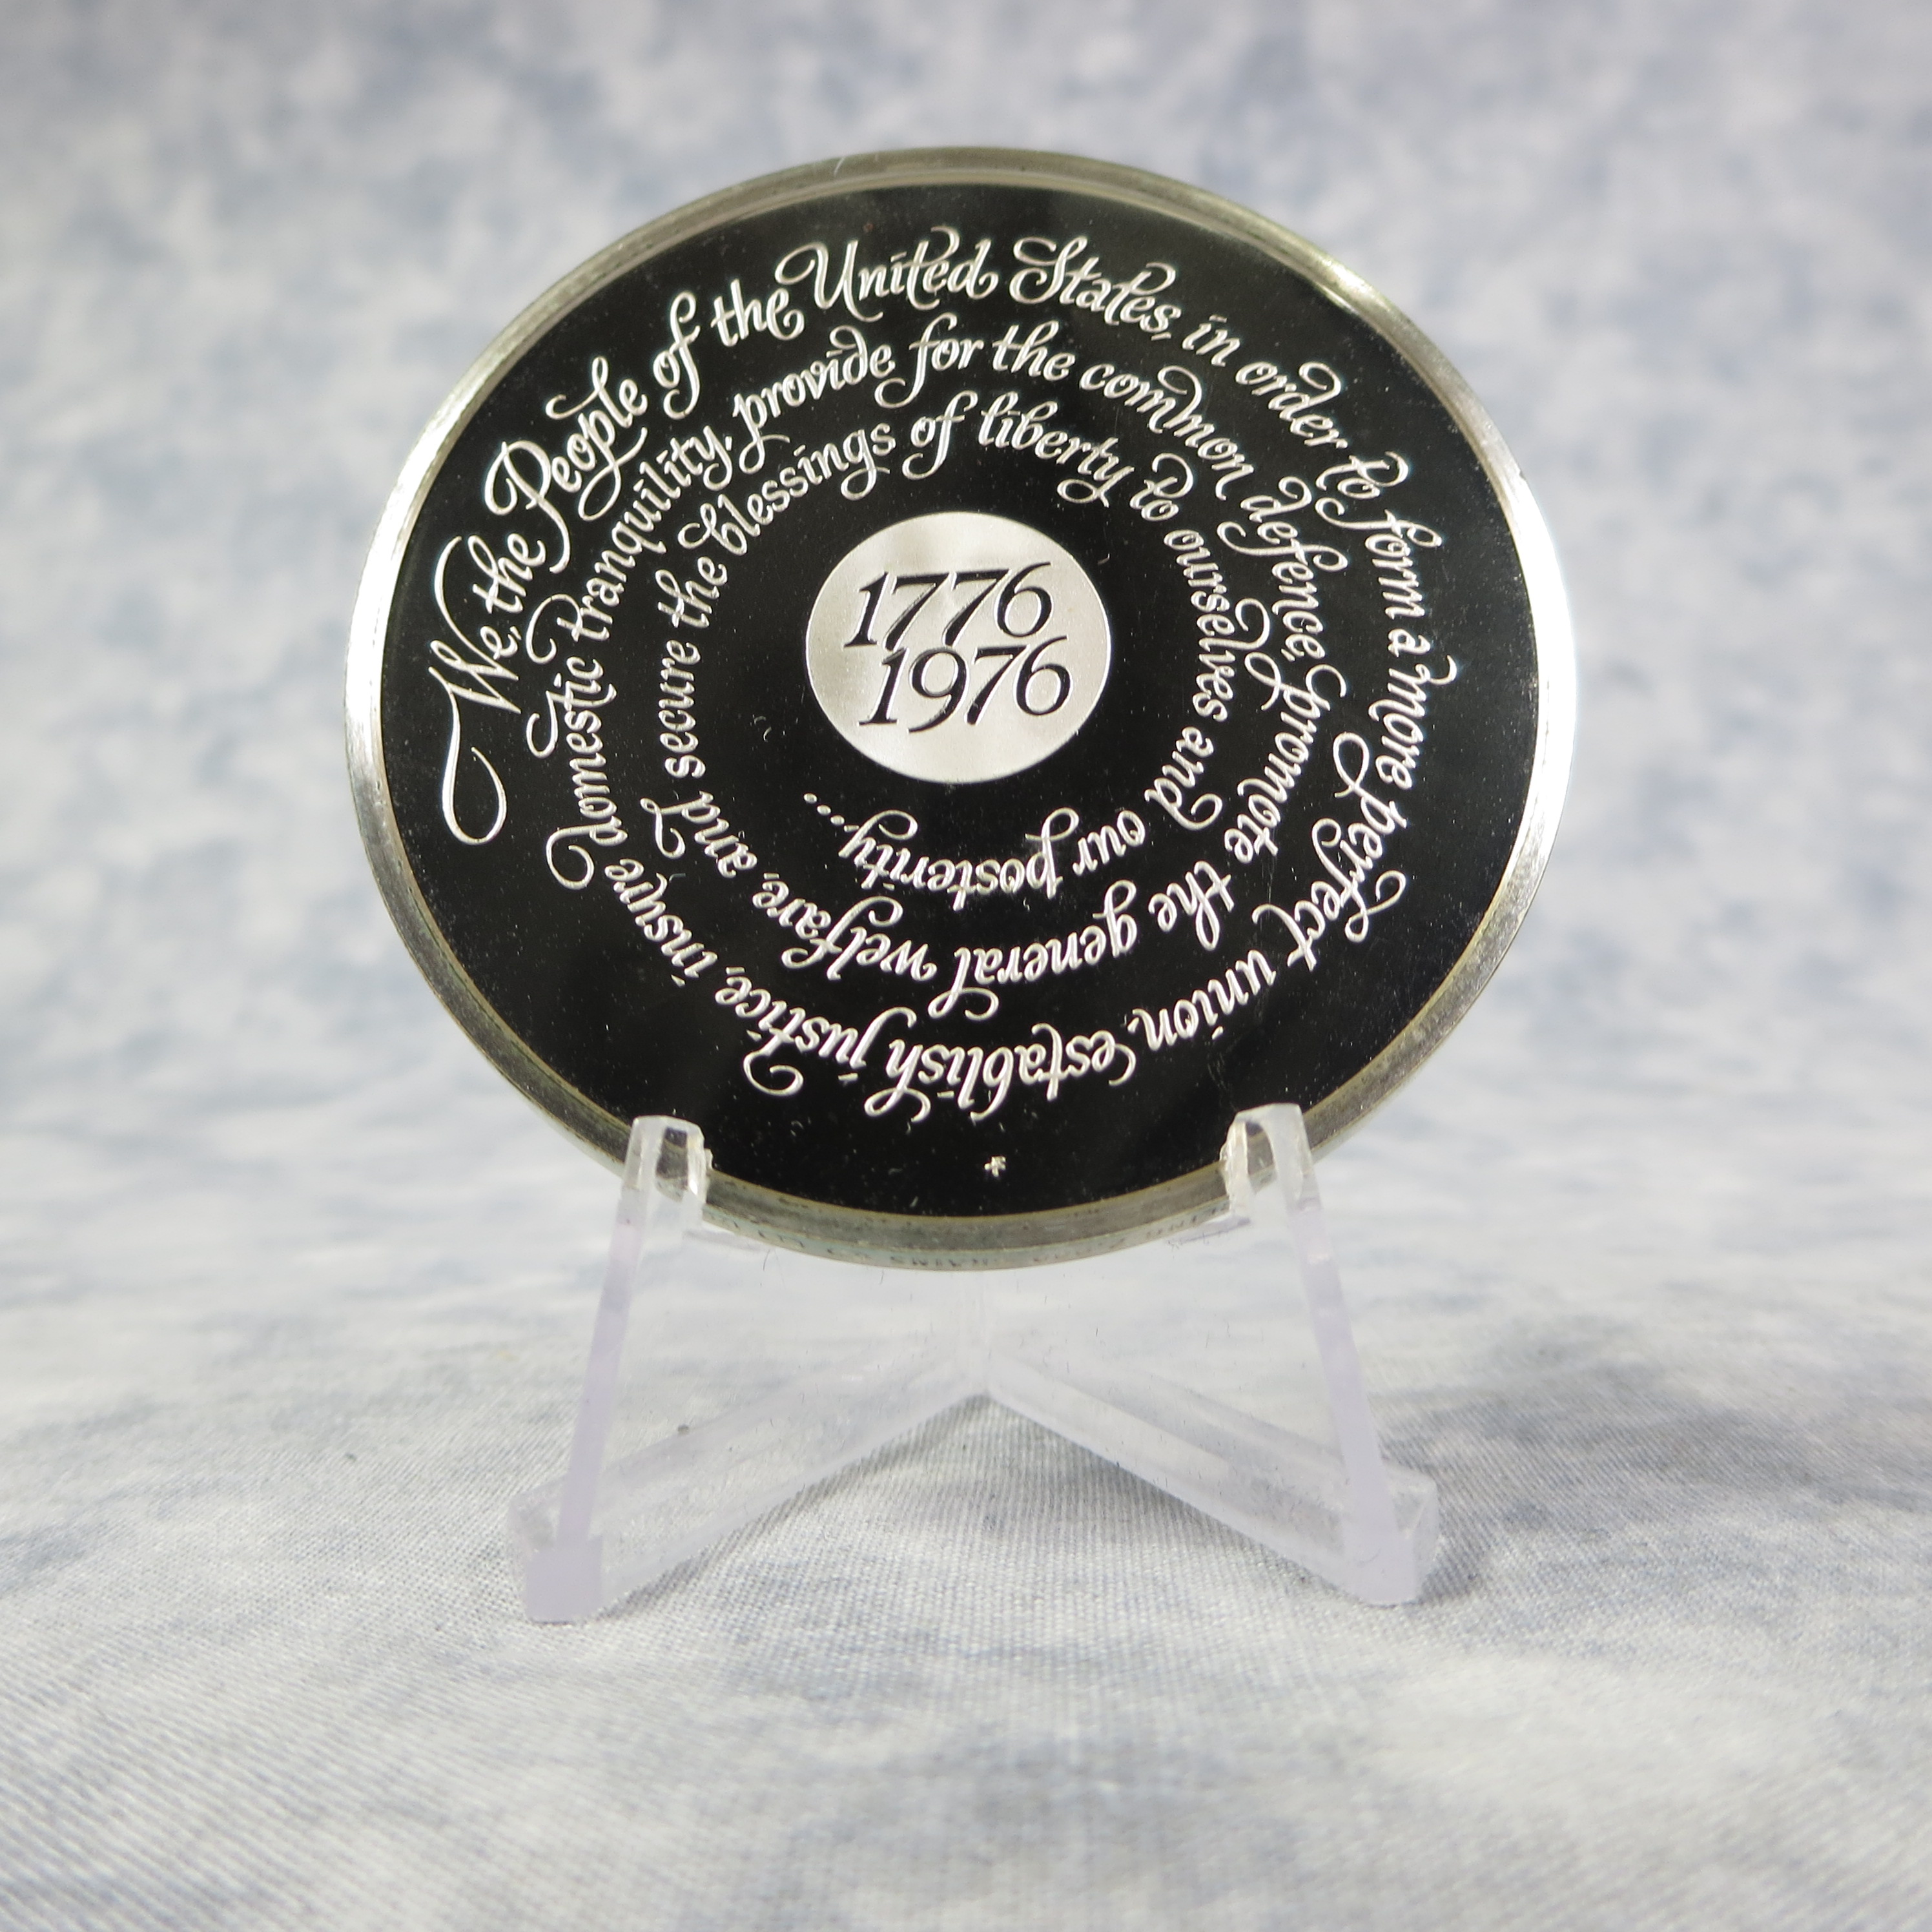 We, the People of the United States, in order to form a more perfect union, establish justice, insure domestic tranquility, provide for the common defence, promote the general welfare, and secure the blessings of liberty to ourselves and our posterity...
1776
1976